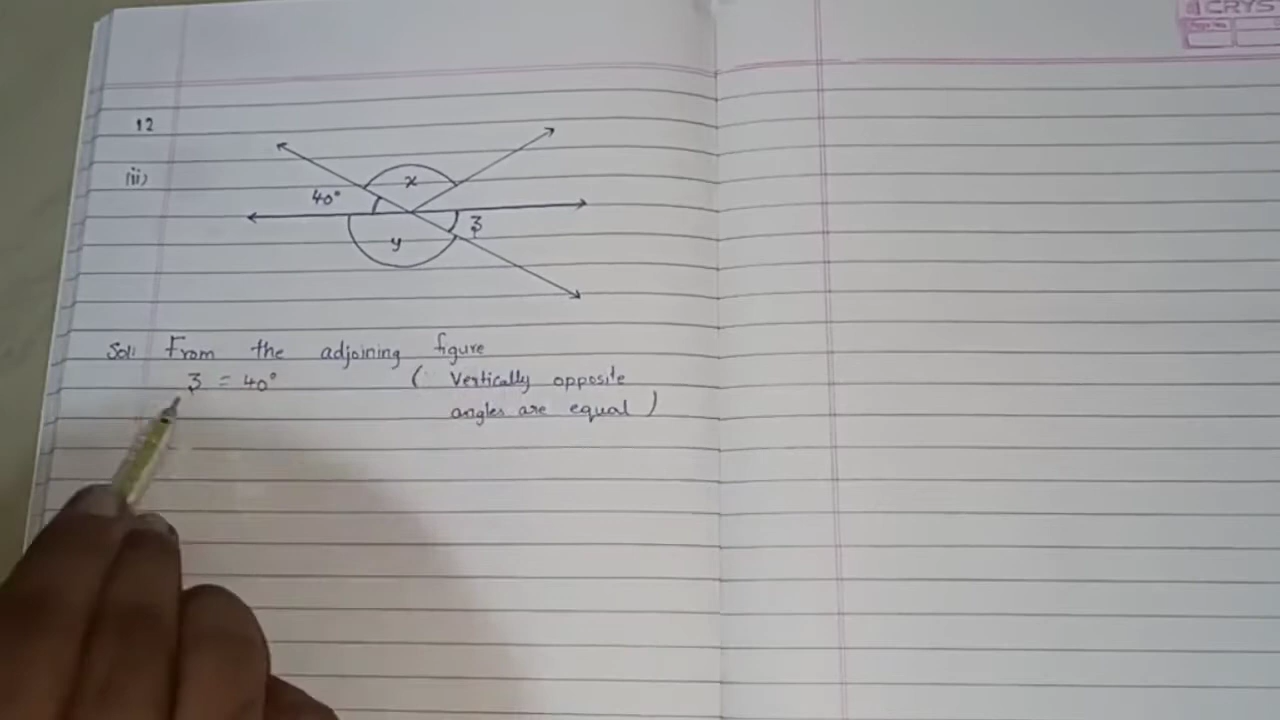 CRYS
12
(ii)
x
40°
z
y
Sol: From the adjoining figure
z = 40° ( Vertically opposite
angles are equal )